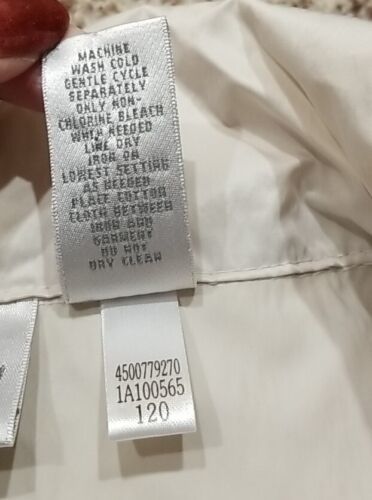 MACHINE
WASH COLD
GENTLE CYCLE
SEPARATELY
ONLY NON-
CHLORINE BLEACH
WHEN NEEDED
LINE DRY
IRON ON
LOWEST SETTING
AS NEEDED
PLACE COTTON
CLOTH BETWEEN
IRON AND
GARMENT
DO NOT
DRY CLEAN
4500779270
1A100565
120